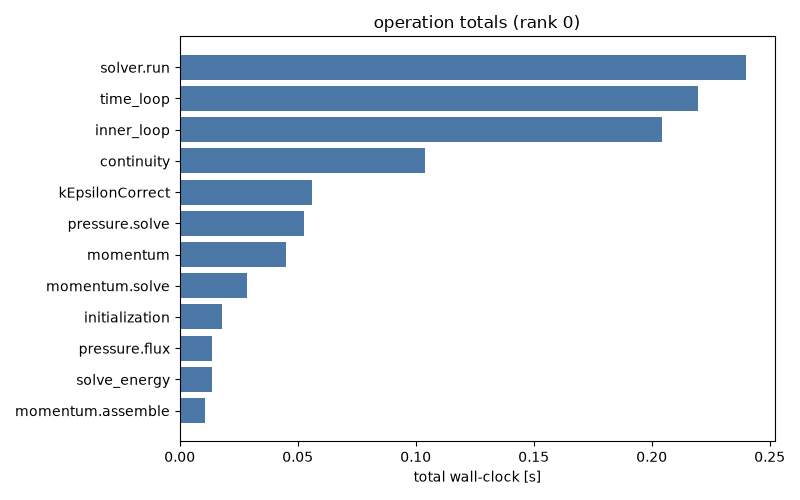 operation totals (rank 0)
solver.run
time_loop
inner_loop
continuity
kEpsilonCorrect
pressure.solve
momentum
momentum.solve
initialization
pressure.flux
solve_energy
momentum.assemble
0.00 0.05 0.10 0.15 0.20 0.25
total wall-clock [s]